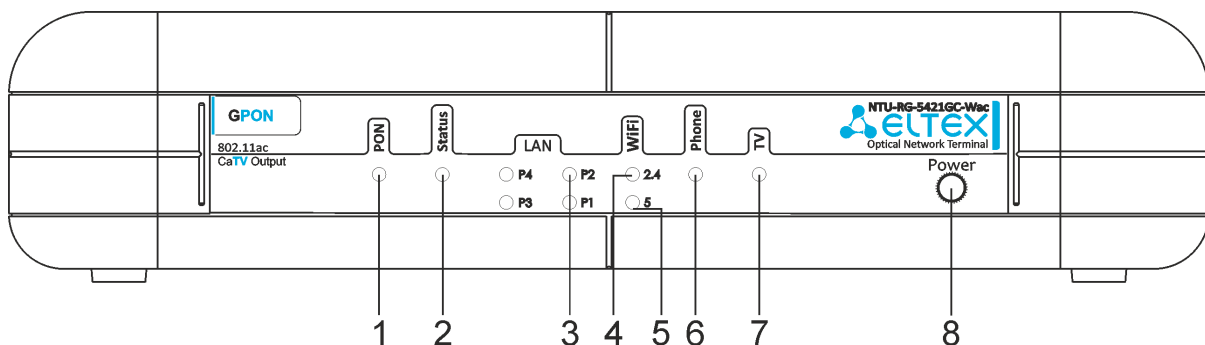 GPON
802.11ac
CaTV Output
PON
Status
LAN
WiFi
Phone
TV
NTU-RG-5421GC-Wac
ELTEX
Optical Network Terminal
Power
P4 P2 2.4
P3 P1 5
1 2 3 4 5 6 7 8